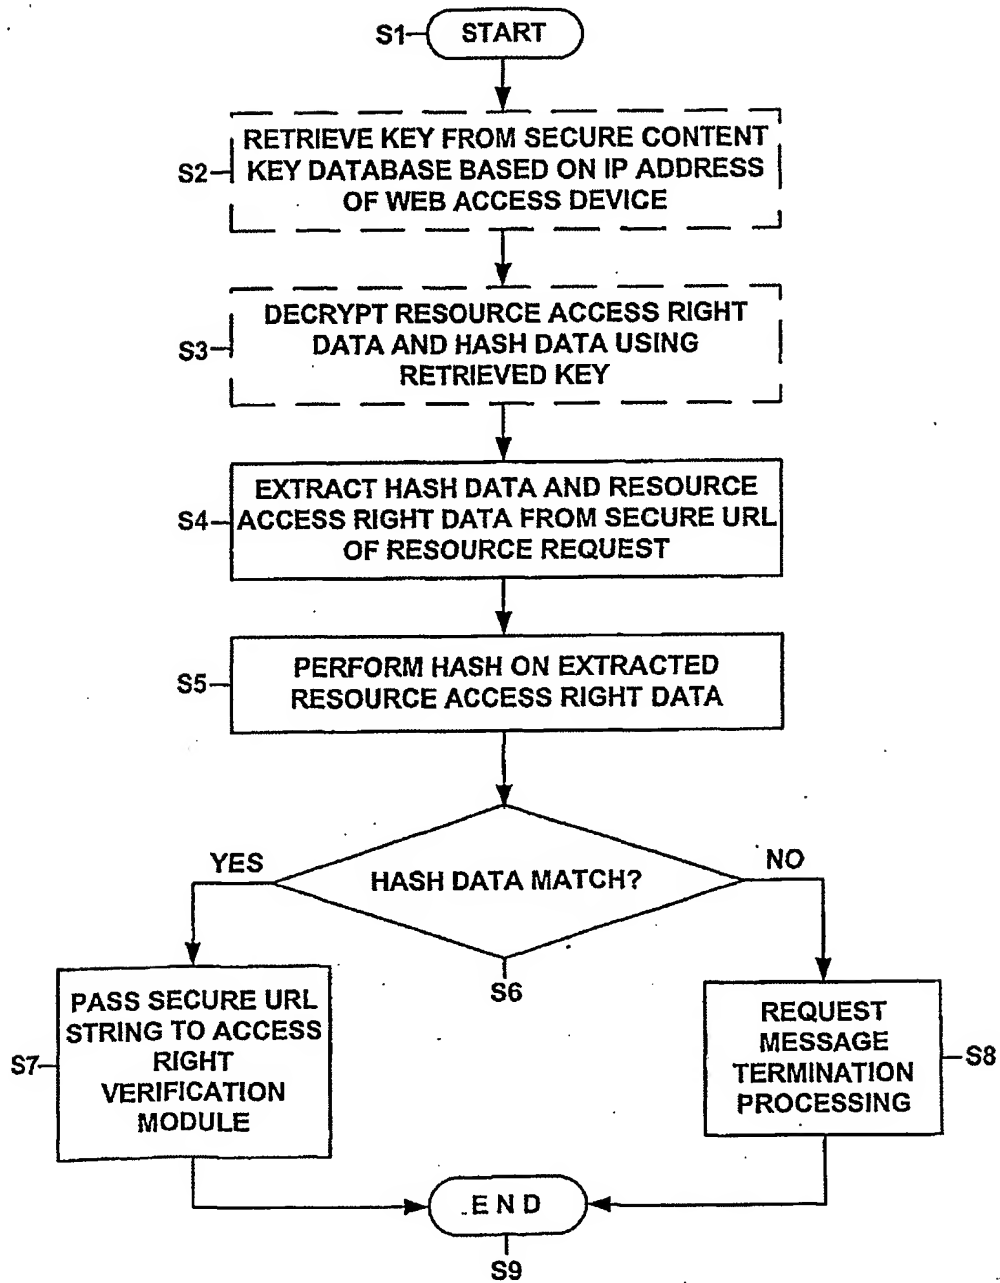 S1
START
RETRIEVE KEY FROM SECURE CONTENT
S2
KEY DATABASE BASED ON IP ADDRESS
OF WEB ACCESS DEVICE
DECRYPT RESOURCE ACCESS RIGHT
S3
DATA AND HASH DATA USING
RETRIEVED KEY
EXTRACT HASH DATA AND RESOURCE
S4
ACCESS RIGHT DATA FROM SECURE URL
OF RESOURCE REQUEST
PERFORM HASH ON EXTRACTED
S5
RESOURCE ACCESS RIGHT DATA
YES
NO
HASH DATA MATCH?
S6
PASS SECURE URL
STRING TO ACCESS
RIGHT
VERIFICATION
MODULE
S7
REQUEST
MESSAGE
TERMINATION
PROCESSING
S8
END
S9